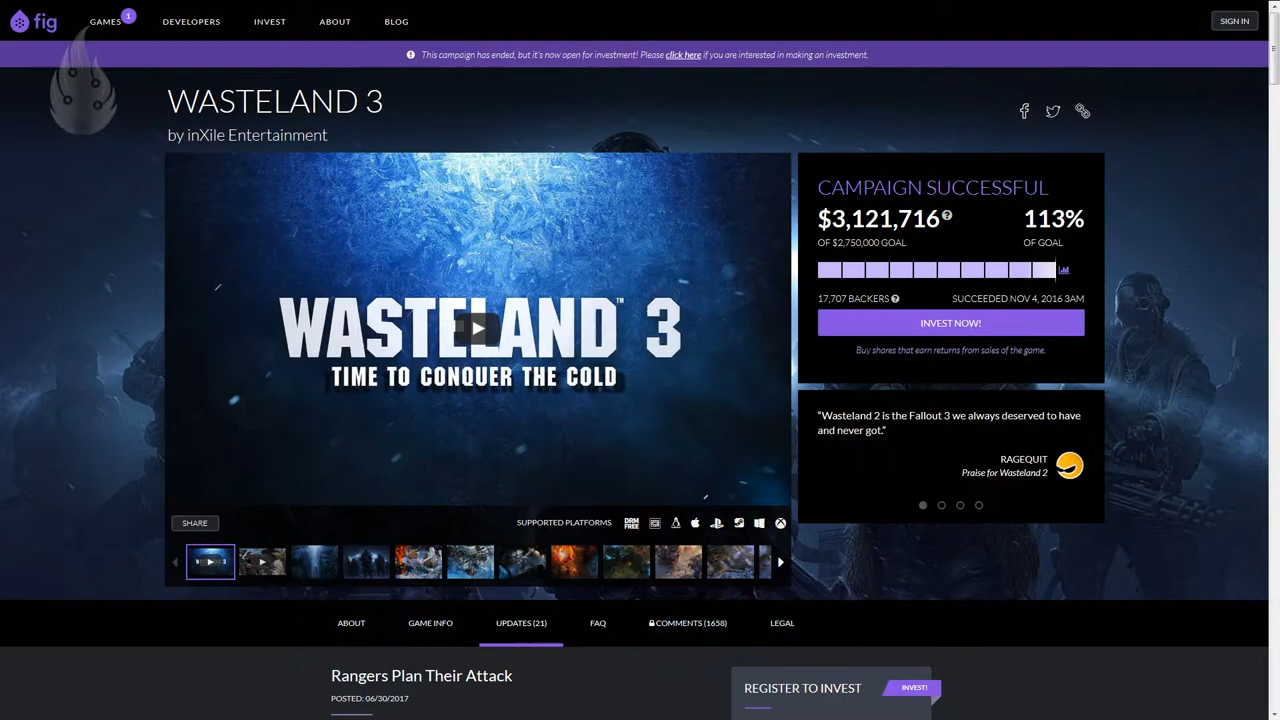 fig
GAMES 1
DEVELOPERS
INVEST
ABOUT
BLOG
SIGN IN
This campaign has ended, but it's now open for investment! Please click here if you are interested in making an investment.
WASTELAND 3
by inXile Entertainment
WASTELAND™ 3
TIME TO CONQUER THE COLD
SHARE
SUPPORTED PLATFORMS
DRM FREE
CAMPAIGN SUCCESSFUL
$3,121,716 113%
OF $2,750,000 GOAL OF GOAL
17,707 BACKERS SUCCEEDED NOV 4, 2016 3AM
INVEST NOW!
Buy shares that earn returns from sales of the game.
“Wasteland 2 is the Fallout 3 we always deserved to have
and never got.”
RAGEQUIT
Praise for Wasteland 2
ABOUT
GAME INFO
UPDATES (21)
FAQ
COMMENTS (1658)
LEGAL
Rangers Plan Their Attack
POSTED: 06/30/2017
REGISTER TO INVEST
INVEST!